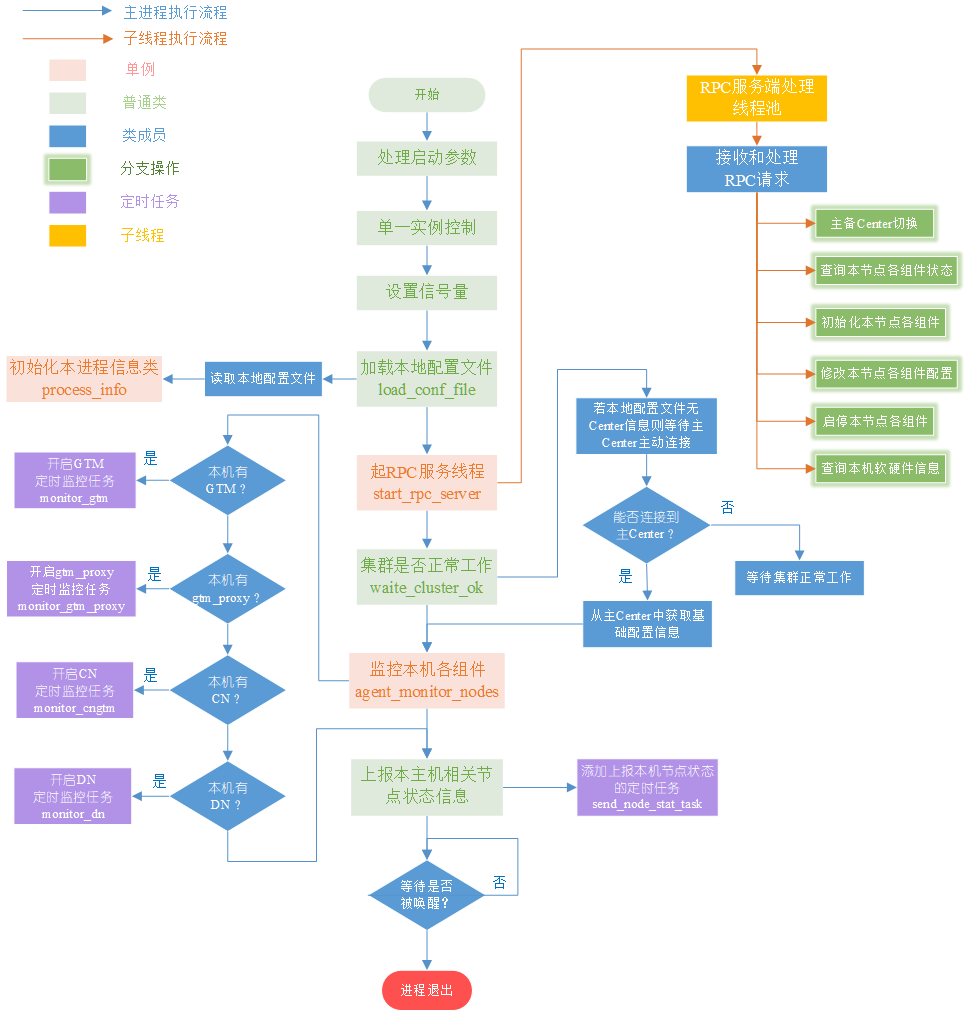 主进程执行流程
子线程执行流程
单例
普通类
类成员
分支操作
定时任务
子线程
开始
处理启动参数
单一实例控制
设置信号量
加载本地配置文件
load_conf_file
读取本地配置文件
初始化本进程信息类
process_info
起RPC服务线程
start_rpc_server
集群是否正常工作
waite_cluster_ok
监控本机各组件
agent_monitor_nodes
上报本主机相关节
点状态信息
添加上报本机节点状态
的定时任务
send_node_stat_task
等待是否
被唤醒?
否
进程退出
本机有
GTM？
是
开启GTM
定时监控任务
monitor_gtm
本机有
gtm_proxy？
是
开启gtm_proxy
定时监控任务
monitor_gtm_proxy
本机有
CN？
是
开启CN
定时监控任务
monitor_cngtm
本机有
DN？
是
开启DN
定时监控任务
monitor_dn
若本地配置文件无
Center信息则等待主
Center主动连接
能否连接到
主Center？
否
等待集群正常工作
是
从主Center中获取基
础配置信息
RPC服务端处理
线程池
接收和处理
RPC请求
主备Center切换
查询本节点各组件状态
初始化本节点各组件
修改本节点各组件配置
启停本节点各组件
查询本机软硬件信息